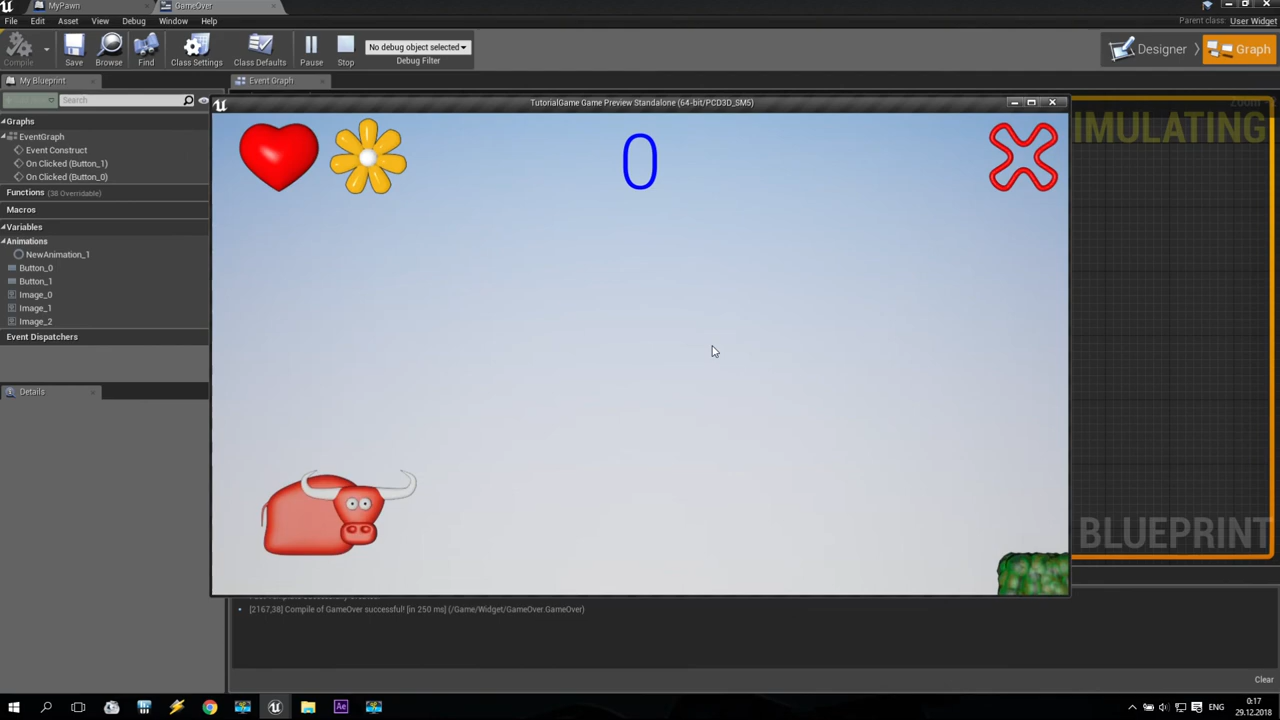 MyPawn
GameOver
File Edit Asset View Debug Window Help
Parent class: User Widget
Compile
Save
Browse
Find
Class Settings
Class Defaults
Pause
Stop
No debug object selected
Debug Filter
Designer
Graph
My Blueprint
Event Graph
Search
TutorialGame Game Preview Standalone (64-bit/PCD3D_SM5)
0
IMULATING
Graphs
EventGraph
Event Construct
On Clicked (Button_1)
On Clicked (Button_0)
Functions (38 Overridable)
Macros
Variables
Animations
NewAnimation_1
Button_0
Button_1
Image_0
Image_1
Image_2
Event Dispatchers
Details
BLUEPRINT
[2167,38] Compile of GameOver successful! [in 250 ms] (/Game/Widget/GameOver.GameOver)
Clear
Ae
ENG
0:17
29.12.2018